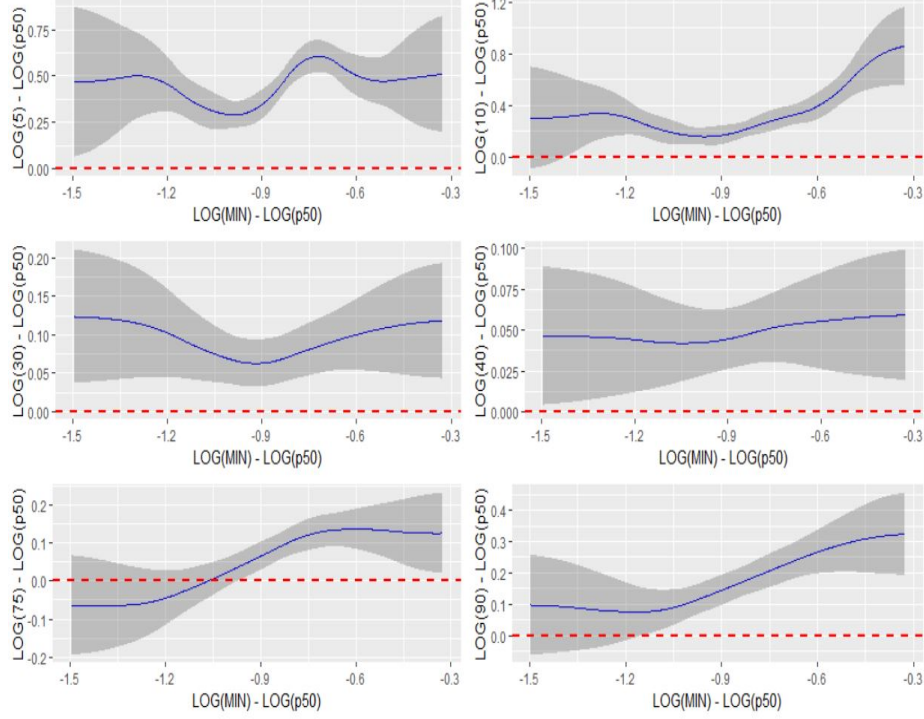 LOG(5) - LOG(p50)
0.75
0.50
0.25
0.00
-1.5 -1.2 -0.9 -0.6 -0.3
LOG(MIN) - LOG(p50)
LOG(10) - LOG(p50)
1.2
0.8
0.4
0.0
-1.5 -1.2 -0.9 -0.6 -0.3
LOG(MIN) - LOG(p50)
LOG(30) - LOG(p50)
0.20
0.15
0.10
0.05
0.00
-1.5 -1.2 -0.9 -0.6 -0.3
LOG(MIN) - LOG(p50)
LOG(40) - LOG(p50)
0.100
0.075
0.050
0.025
0.000
-1.5 -1.2 -0.9 -0.6 -0.3
LOG(MIN) - LOG(p50)
LOG(75) - LOG(p50)
0.2
0.1
0.0
-0.1
-0.2
-1.5 -1.2 -0.9 -0.6 -0.3
LOG(MIN) - LOG(p50)
LOG(90) - LOG(p50)
0.4
0.3
0.2
0.1
0.0
-1.5 -1.2 -0.9 -0.6 -0.3
LOG(MIN) - LOG(p50)